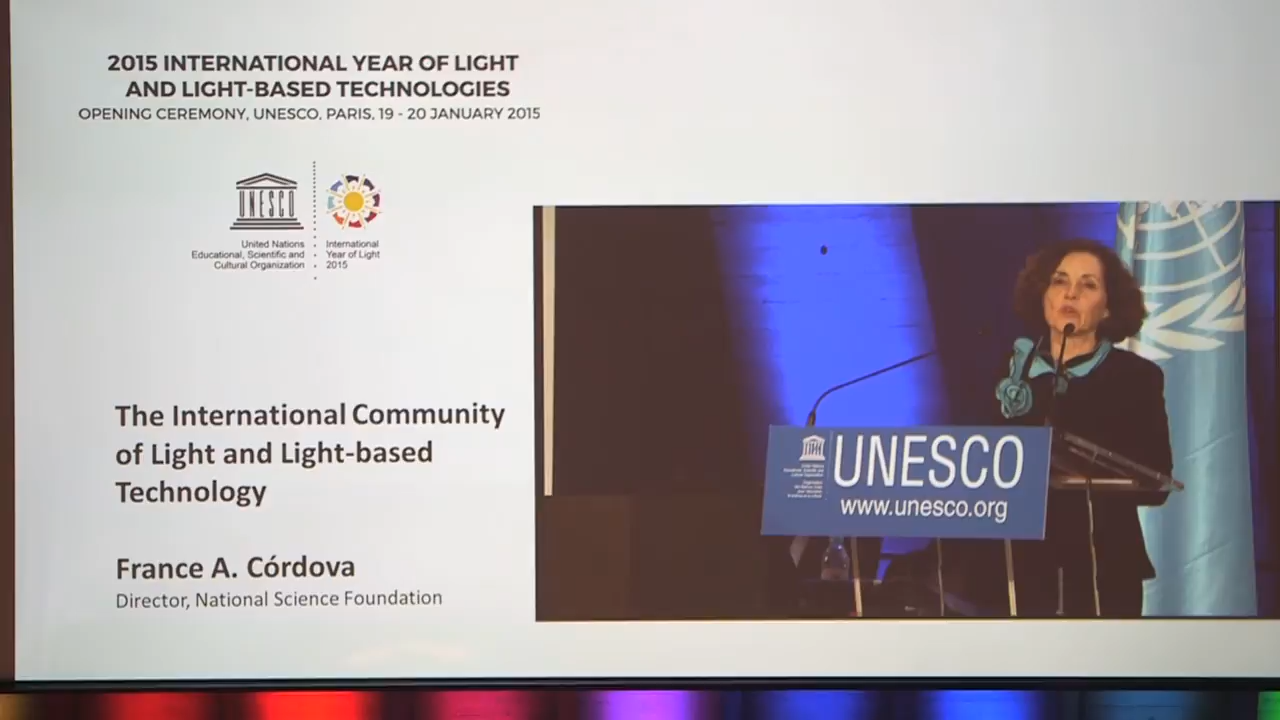 2015 INTERNATIONAL YEAR OF LIGHT
AND LIGHT-BASED TECHNOLOGIES
OPENING CEREMONY, UNESCO. PARIS, 19 - 20 JANUARY 2015
UNESCO
United Nations
Educational, Scientific and
Cultural Organization
International
Year of Light
2015
The International Community
of Light and Light-based
Technology
France A. Córdova
Director, National Science Foundation
UNESCO
www.unesco.org